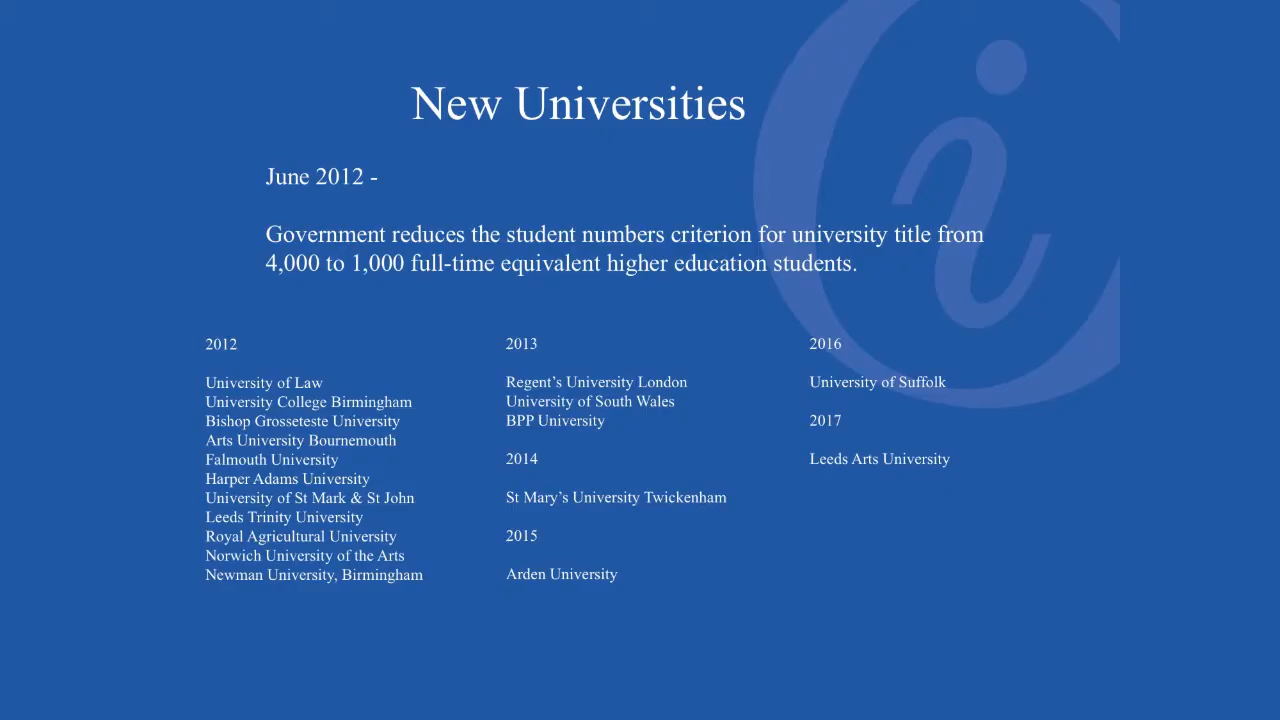 New Universities
June 2012 -
Government reduces the student numbers criterion for university title from
4,000 to 1,000 full-time equivalent higher education students.
2012
University of Law
University College Birmingham
Bishop Grosseteste University
Arts University Bournemouth
Falmouth University
Harper Adams University
University of St Mark & St John
Leeds Trinity University
Royal Agricultural University
Norwich University of the Arts
Newman University, Birmingham
2013
Regent’s University London
University of South Wales
BPP University
2014
St Mary’s University Twickenham
2015
Arden University
2016
University of Suffolk
2017
Leeds Arts University